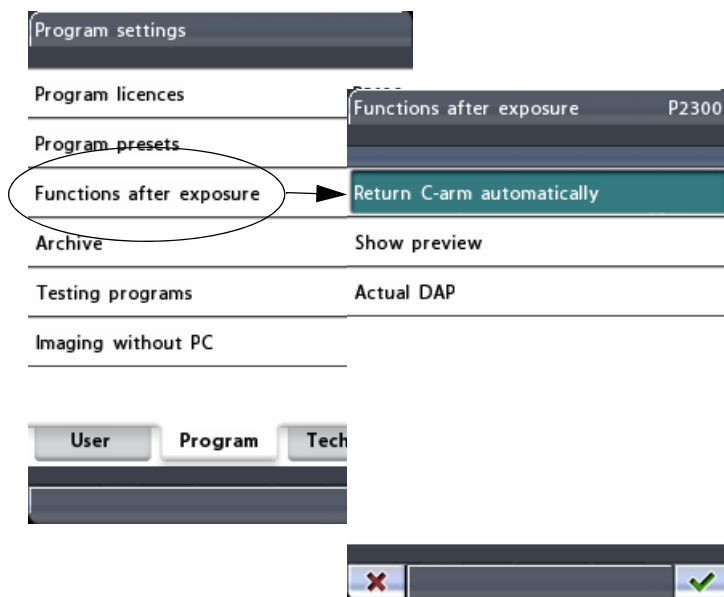 Program settings
Program licences
Program presets
Functions after exposure
Archive
Testing programs
Imaging without PC
User Program Tech
Functions after exposure P2300
Return C-arm automatically
Show preview
Actual DAP